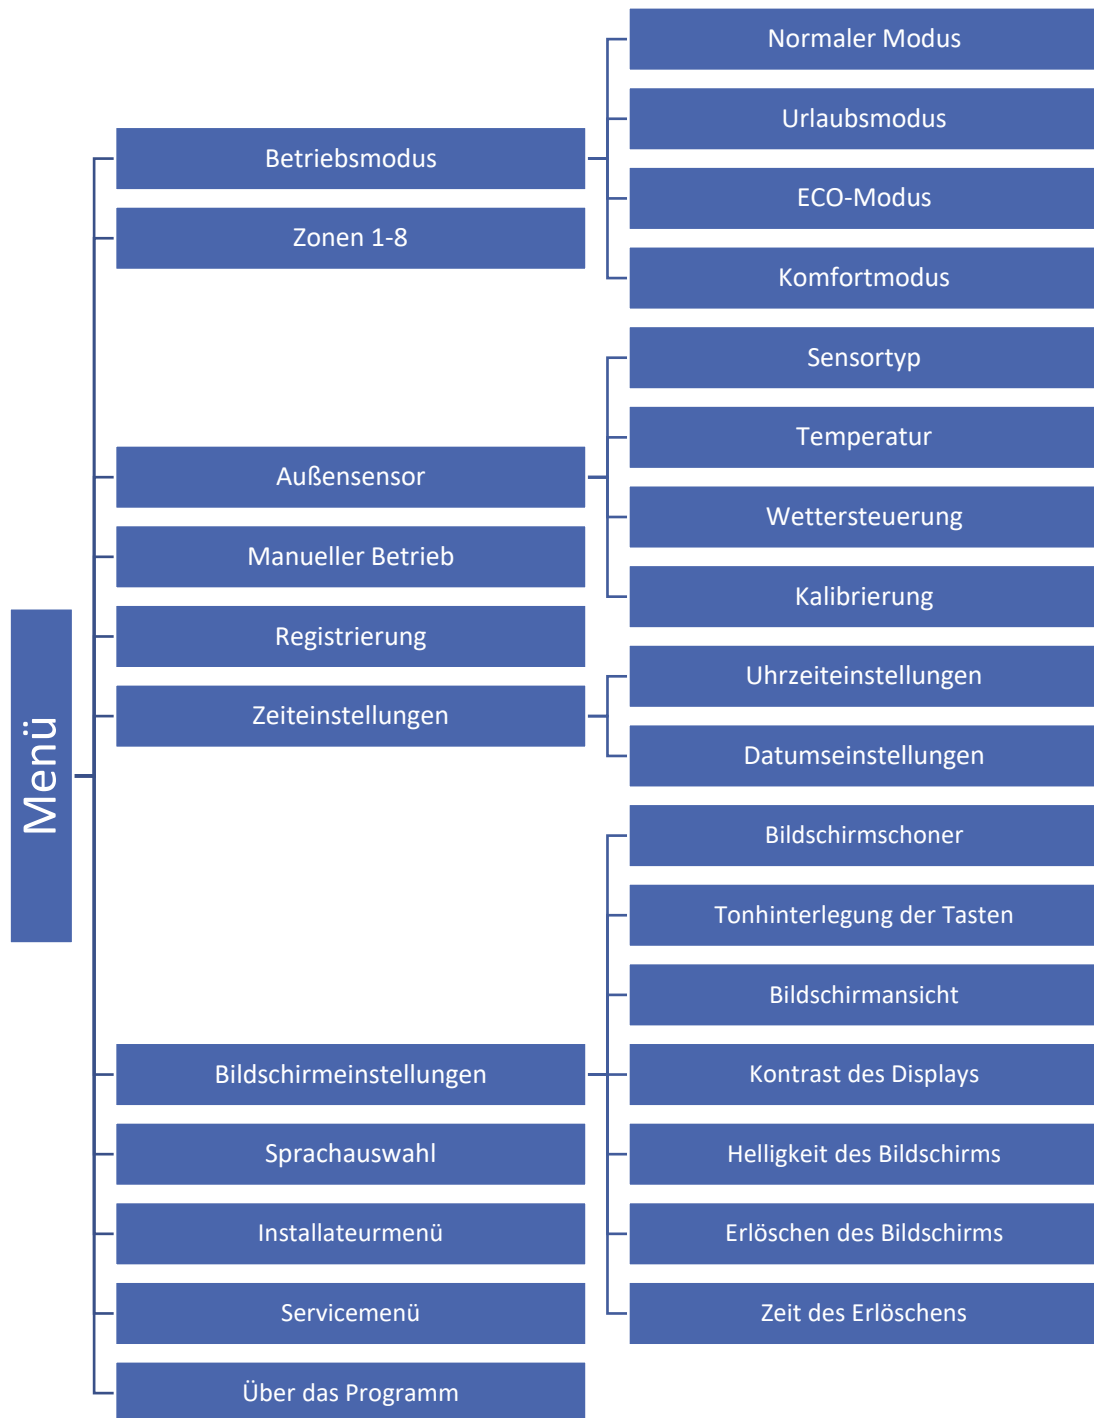 Menü
Betriebsmodus
Normaler Modus
Urlaubsmodus
ECO-Modus
Komfortmodus
Zonen 1-8
Außensensor
Sensortyp
Temperatur
Wettersteuerung
Kalibrierung
Manueller Betrieb
Registrierung
Zeiteinstellungen
Uhrzeiteinstellungen
Datumseinstellungen
Bildschirmeinstellungen
Bildschirmschoner
Tonhinterlegung der Tasten
Bildschirmansicht
Kontrast des Displays
Helligkeit des Bildschirms
Erlöschen des Bildschirms
Zeit des Erlöschens
Sprachauswahl
Installateurmenü
Servicemenü
Über das Programm